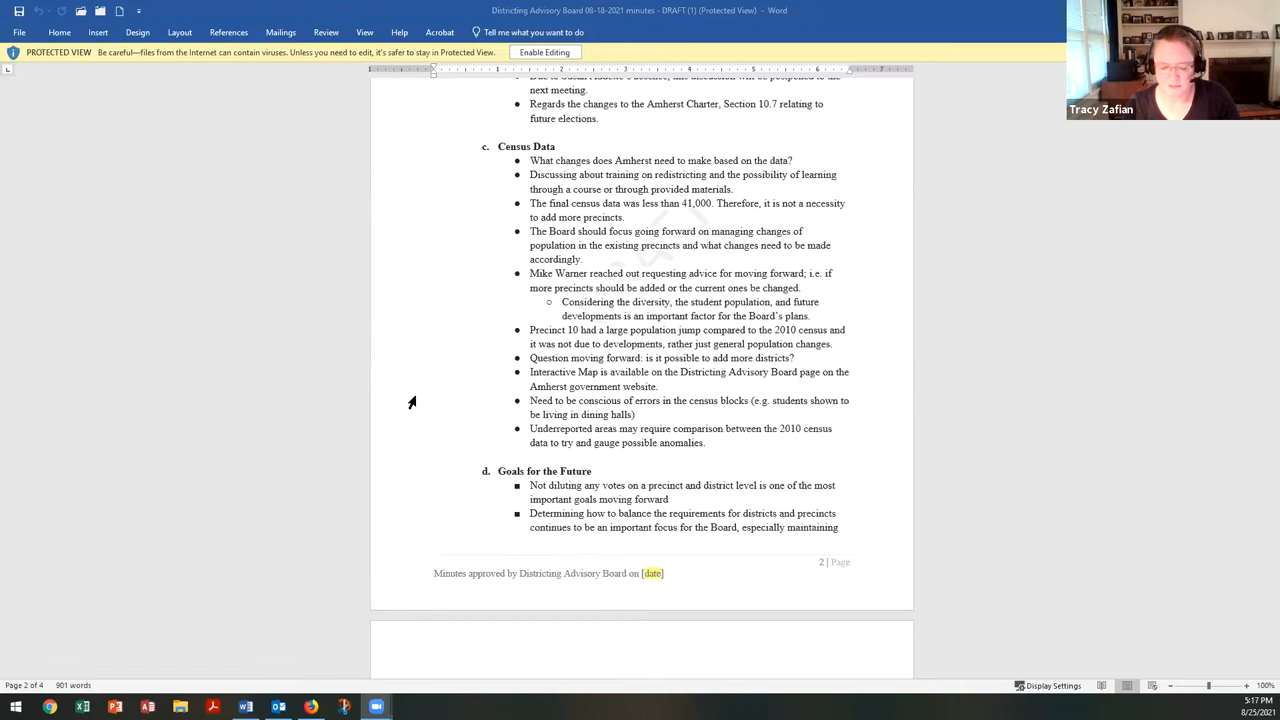 Districting Advisory Board 08-18-2021 minutes - DRAFT (1) (Protected View) - Word
File Home Insert Design Layout References Mailings Review View Help Acrobat Tell me what you want to do
PROTECTED VIEW Be careful—files from the Internet can contain viruses. Unless you need to edit, it's safer to stay in Protected View. Enable Editing
Tracy Zafian
1 1 2 3 4 5 6 7
next meeting.
● Regards the changes to the Amherst Charter, Section 10.7 relating to
future elections.
c. Census Data
● What changes does Amherst need to make based on the data?
● Discussing about training on redistricting and the possibility of learning
through a course or through provided materials.
● The final census data was less than 41,000. Therefore, it is not a necessity
to add more precincts.
● The Board should focus going forward on managing changes of
population in the existing precincts and what changes need to be made
accordingly.
● Mike Warner reached out requesting advice for moving forward; i.e. if
more precincts should be added or the current ones be changed.
○ Considering the diversity, the student population, and future
developments is an important factor for the Board's plans.
● Precinct 10 had a large population jump compared to the 2010 census and
it was not due to developments, rather just general population changes.
● Question moving forward: is it possible to add more districts?
● Interactive Map is available on the Districting Advisory Board page on the
Amherst government website.
● Need to be conscious of errors in the census blocks (e.g. students shown to
be living in dining halls)
● Underreported areas may require comparison between the 2010 census
data to try and gauge possible anomalies.
d. Goals for the Future
■ Not diluting any votes on a precinct and district level is one of the most
important goals moving forward
■ Determining how to balance the requirements for districts and precincts
continues to be an important focus for the Board, especially maintaining
2 | Page
Minutes approved by Districting Advisory Board on [date]
Page 2 of 4 901 words Display Settings 100%
5:17 PM
8/25/2021